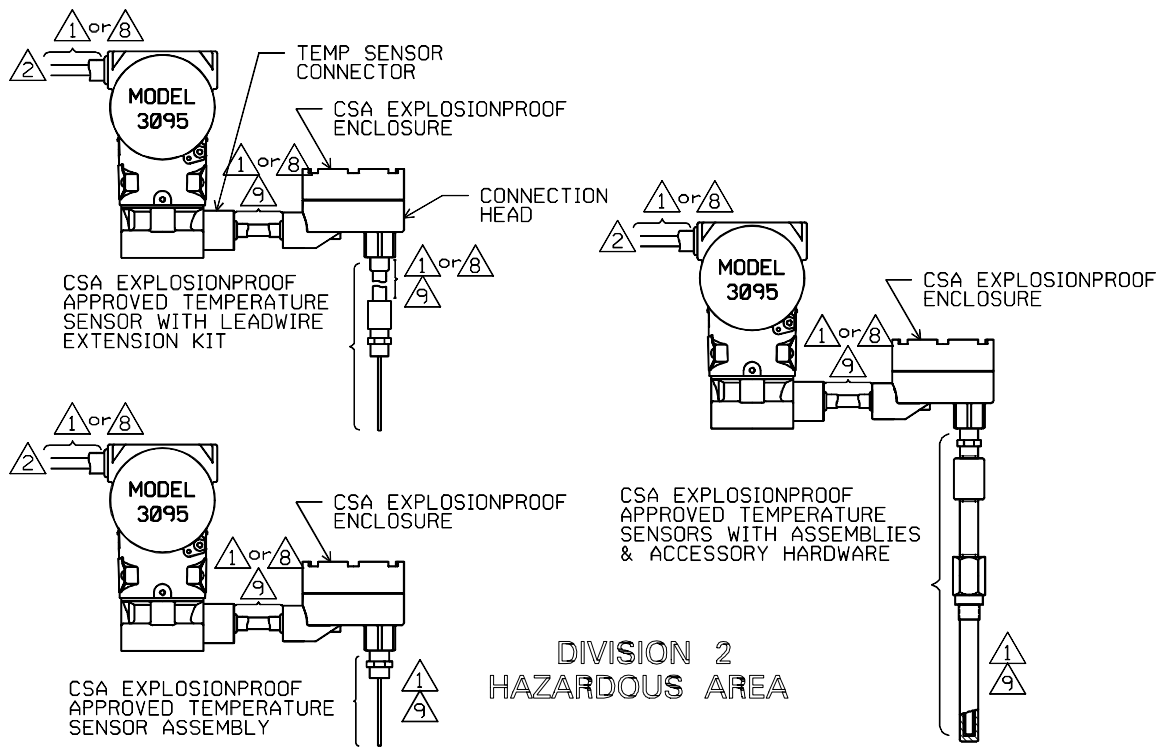 1 or 8
2
TEMP SENSOR
CONNECTOR
MODEL
3095
CSA EXPLOSIONPROOF
ENCLOSURE
1 or 8
9
CONNECTION
HEAD
1 or 8
9
CSA EXPLOSIONPROOF
APPROVED TEMPERATURE
SENSOR WITH LEADWIRE
EXTENSION KIT
1 or 8
2
MODEL
3095
CSA EXPLOSIONPROOF
ENCLOSURE
1 or 8
9
CSA EXPLOSIONPROOF
APPROVED TEMPERATURE
SENSORS WITH ASSEMBLIES
& ACCESSORY HARDWARE
1
9
1 or 8
2
MODEL
3095
CSA EXPLOSIONPROOF
ENCLOSURE
1 or 8
9
CSA EXPLOSIONPROOF
APPROVED TEMPERATURE
SENSOR ASSEMBLY
1
9
DIVISION 2
HAZARDOUS AREA